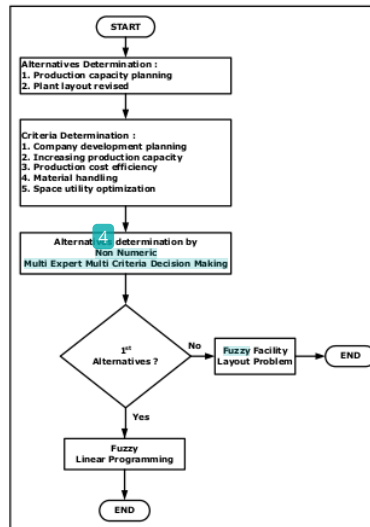 START
Alternatives Determination :
1. Production capacity planning
2. Plant layout revised
Criteria Determination :
1. Company development planning
2. Increasing production capacity
3. Production cost efficiency
4. Material handling
5. Space utility optimization
4
Alternatives determination by
Non Numeric
Multi Expert Multi Criteria Decision Making
1st
Alternatives ?
No
Fuzzy Facility
Layout Problem
END
Yes
Fuzzy
Linear Programming
END